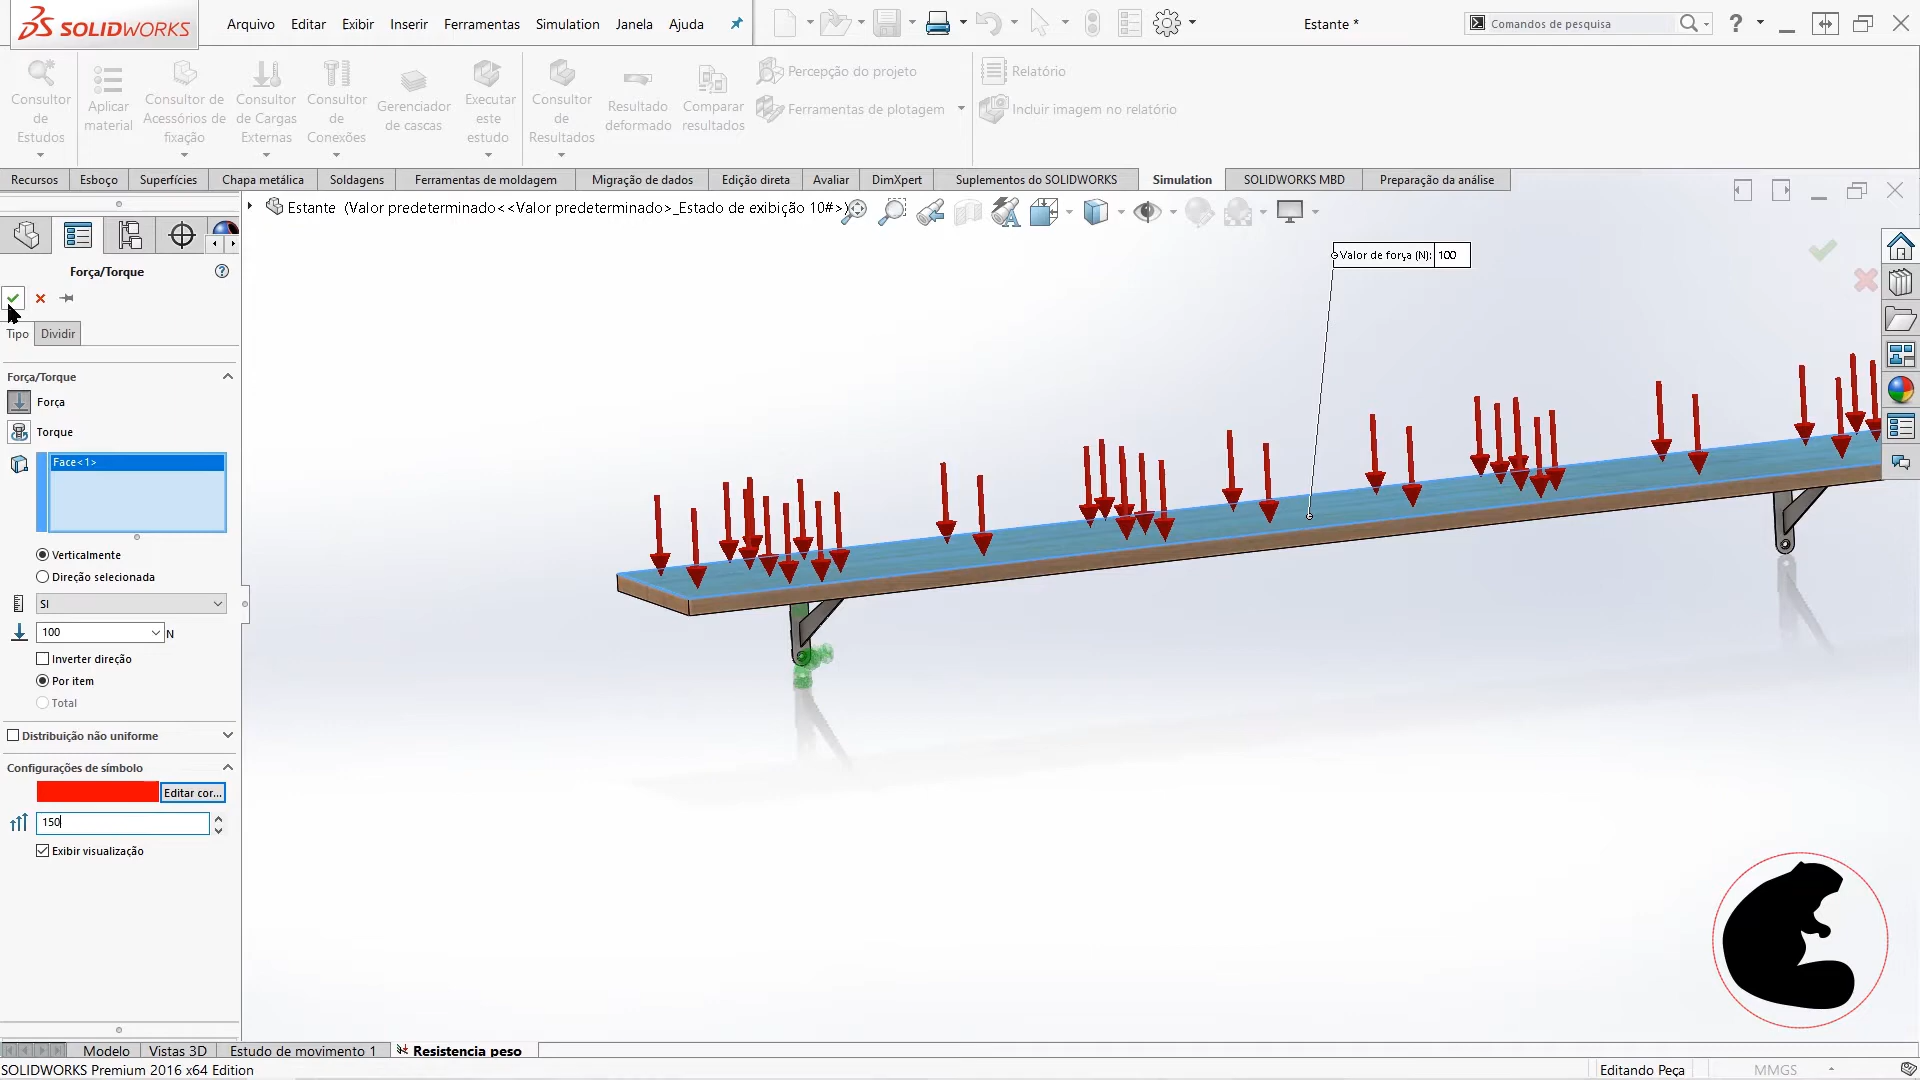 SOLIDWORKS
Arquivo Editar Exibir Inserir Ferramentas Simulation Janela Ajuda
Estante *
Comandos de pesquisa
?
Consultor de Estudos
Aplicar material
Consultor de Acessórios de fixação
Consultor de Cargas Externas
Consultor de Conexões
Gerenciador de cascas
Executar este estudo
Consultor de Resultados
Resultado deformado
Comparar resultados
Percepção do projeto
Ferramentas de plotagem
Relatório
Incluir imagem no relatório
Recursos Esboço Superfícies Chapa metálica Soldagens Ferramentas de moldagem Migração de dados Edição direta Avaliar DimXpert Suplementos do SOLIDWORKS Simulation SOLIDWORKS MBD Preparação da análise
Estante (Valor predeterminado<<Valor predeterminado>_Estado de exibição 10#>)
Força/Torque
?
Tipo Dividir
Força/Torque
Força
Torque
Face<1>
Verticalmente
Direção selecionada
SI
100 N
Inverter direção
Por item
Total
Distribuição não uniforme
Configurações de símbolo
Editar cor...
150
Exibir visualização
Valor de força (N): 100
Modelo Vistas 3D Estudo de movimento 1 Resistencia peso
SOLIDWORKS Premium 2016 x64 Edition
Editando Peça
MMGS